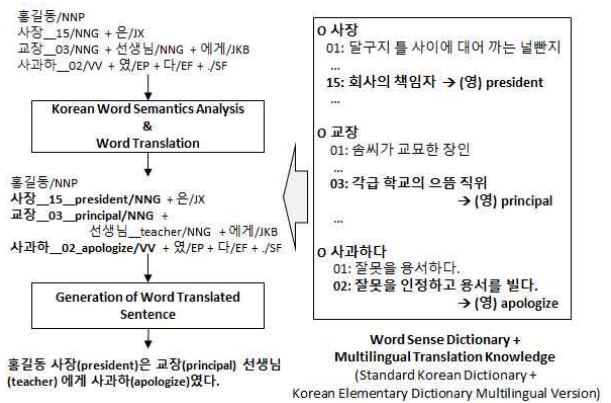 홍길동/NNP
사장__15/NNG + 은/JX
교장__03/NNG + 선생님/NNG + 에게/JKB
사과하__02/VV + 였/EP + 다/EF + ./SF
Korean Word Semantics Analysis
&
Word Translation
홍길동/NNP
사장__15__president/NNG + 은/JX
교장__03__principal/NNG +
선생님__teacher/NNG + 에게/JKB
사과하__02_apologize/VV + 였/EP + 다/EF + ./SF
Generation of Word Translated
Sentence
홍길동 사장(president)은 교장(principal) 선생님
(teacher) 에게 사과하(apologize)였다.
o 사장
01: 달구지 틀 사이에 대어 까는 널빤지
...
15: 회사의 책임자 → (영) president
...
o 교장
01: 솜씨가 교묘한 장인
...
03: 각급 학교의 으뜸 직위
→ (영) principal
...
o 사과하다
01: 잘못을 용서하다.
02: 잘못을 인정하고 용서를 빌다.
→ (영) apologize
Word Sense Dictionary +
Multilingual Translation Knowledge
(Standard Korean Dictionary +
Korean Elementary Dictionary Multilingual Version)